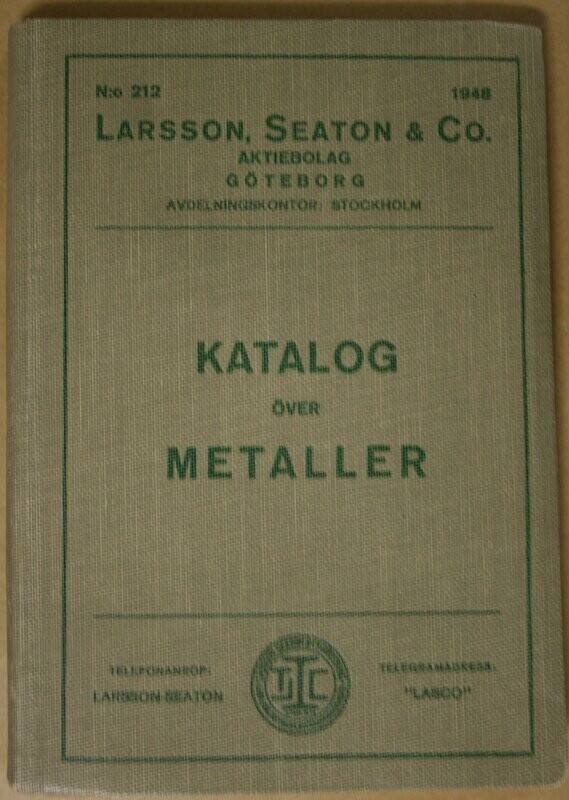 N:o 212 1948
LARSSON, SEATON & CO.
AKTIEBOLAG
GÖTEBORG
AVDELNINGSKONTOR: STOCKHOLM
KATALOG
ÖVER
METALLER
TELEFONANROP: TELEGRAMADRESS:
LARSSON-SEATON "LASCO"